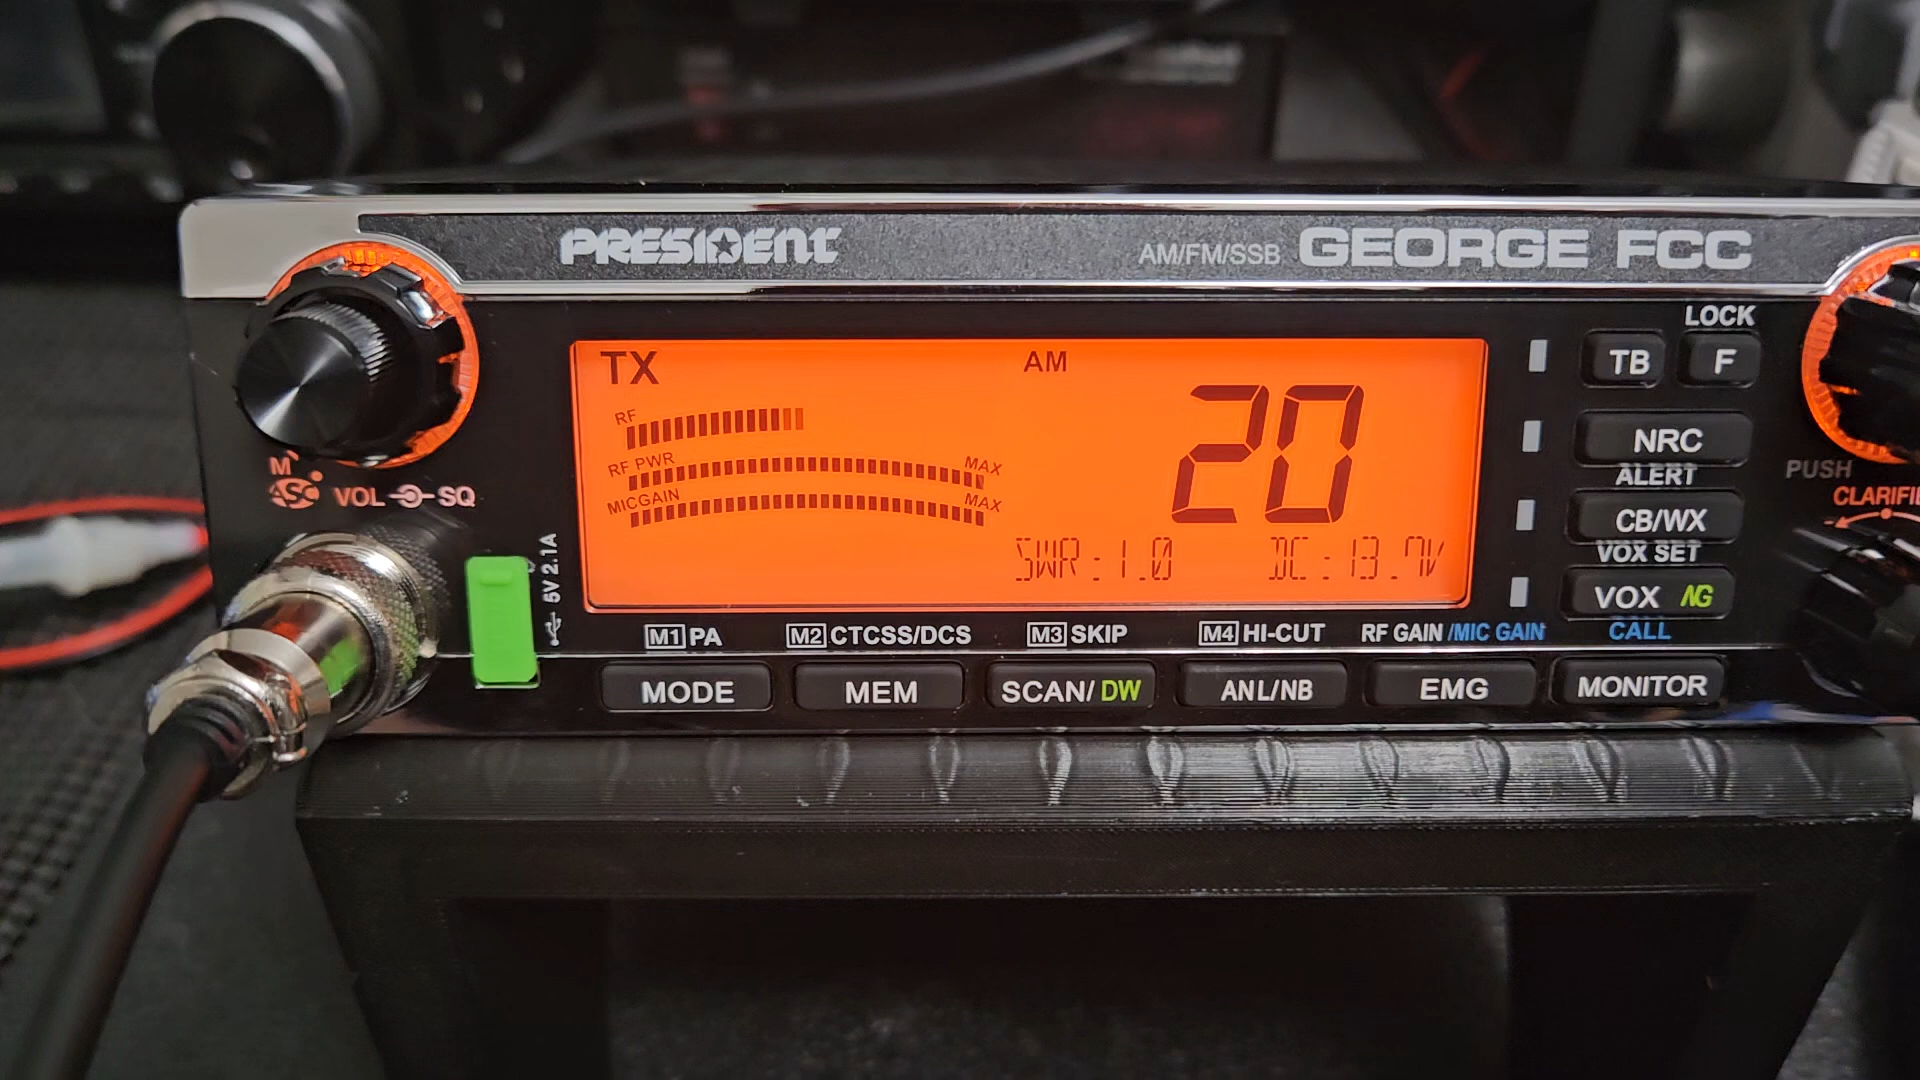 PRESIDENT
AM/FM/SSB GEORGE FCC
LOCK
TX
AM
TB
F
RF
20
NRC
RF PWR
MAX
PUSH
ALERT
M
ASC
VOL
SQ
MICGAIN
MAX
CLARIFIE
CB/WX
5V 2.1A
SWR:1.0
DC:13.7V
VOX SET
VOX NG
M1 PA
M2 CTCSS/DCS
M3 SKIP
M4 HI-CUT
RF GAIN /MIC GAIN
CALL
MODE
MEM
SCAN/ DW
ANL/NB
EMG
MONITOR